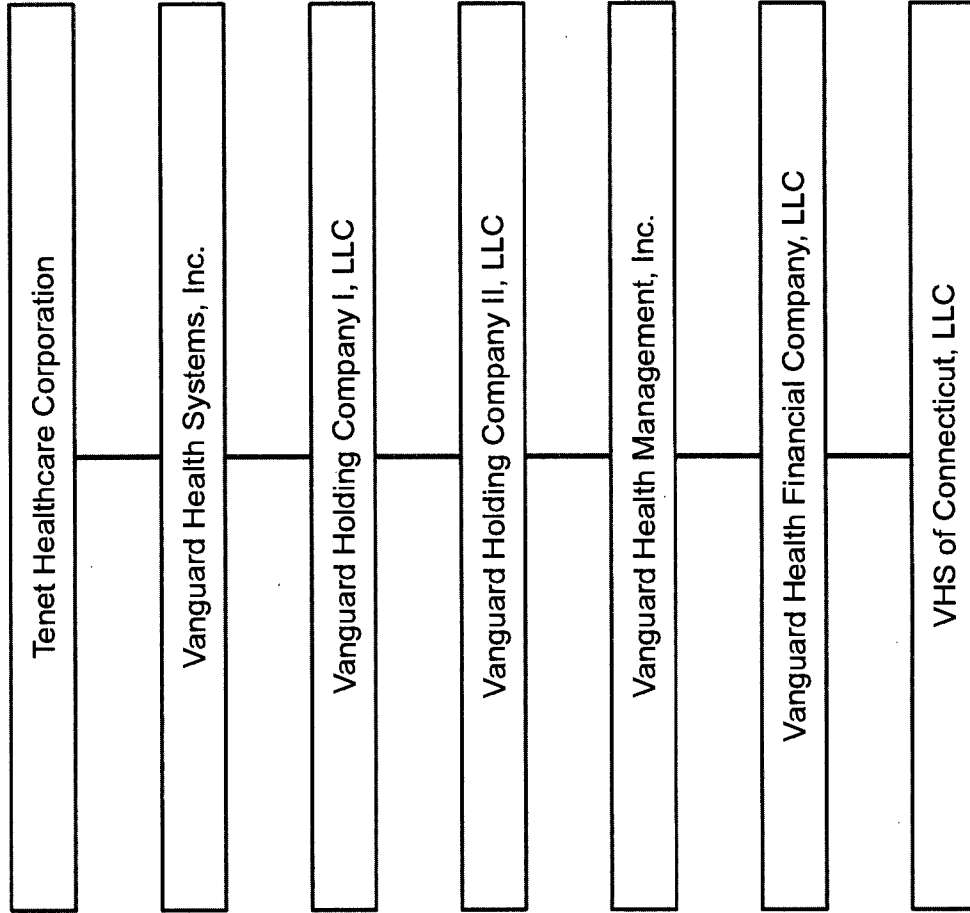 Tenet Healthcare Corporation
Vanguard Health Systems, Inc.
Vanguard Holding Company I, LLC
Vanguard Holding Company II, LLC
Vanguard Health Management, Inc.
Vanguard Health Financial Company, LLC
VHS of Connecticut, LLC